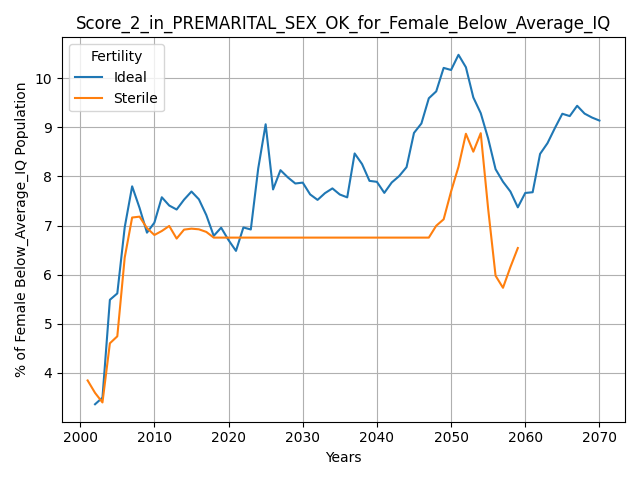 Score_2_in_PREMARITAL_SEX_OK_for_Female_Below_Average_IQ
Fertility
Ideal
Sterile
% of Female Below_Average_IQ Population
10
9
8
7
6
5
4
2000 2010 2020 2030 2040 2050 2060 2070
Years